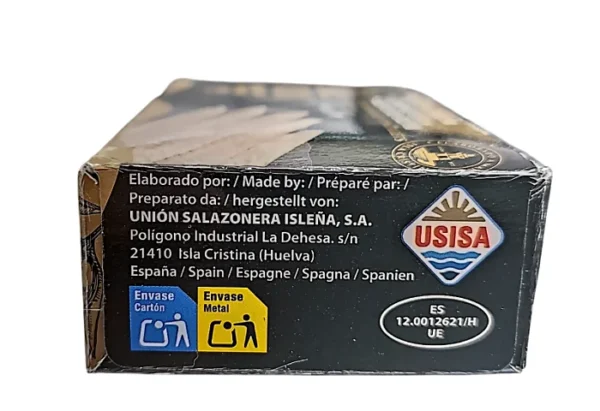 Elaborado por: / Made by: / Préparé par: /
Preparato da: / hergestellt von:
UNIÓN SALAZONERA ISLEÑA, S.A.
Polígono Industrial La Dehesa. s/n
21410 Isla Cristina (Huelva)
España / Spain / Espagne / Spagna / Spanien
USISA
Envase
Cartón
Envase
Metal
ES
12.0012621/H
UE